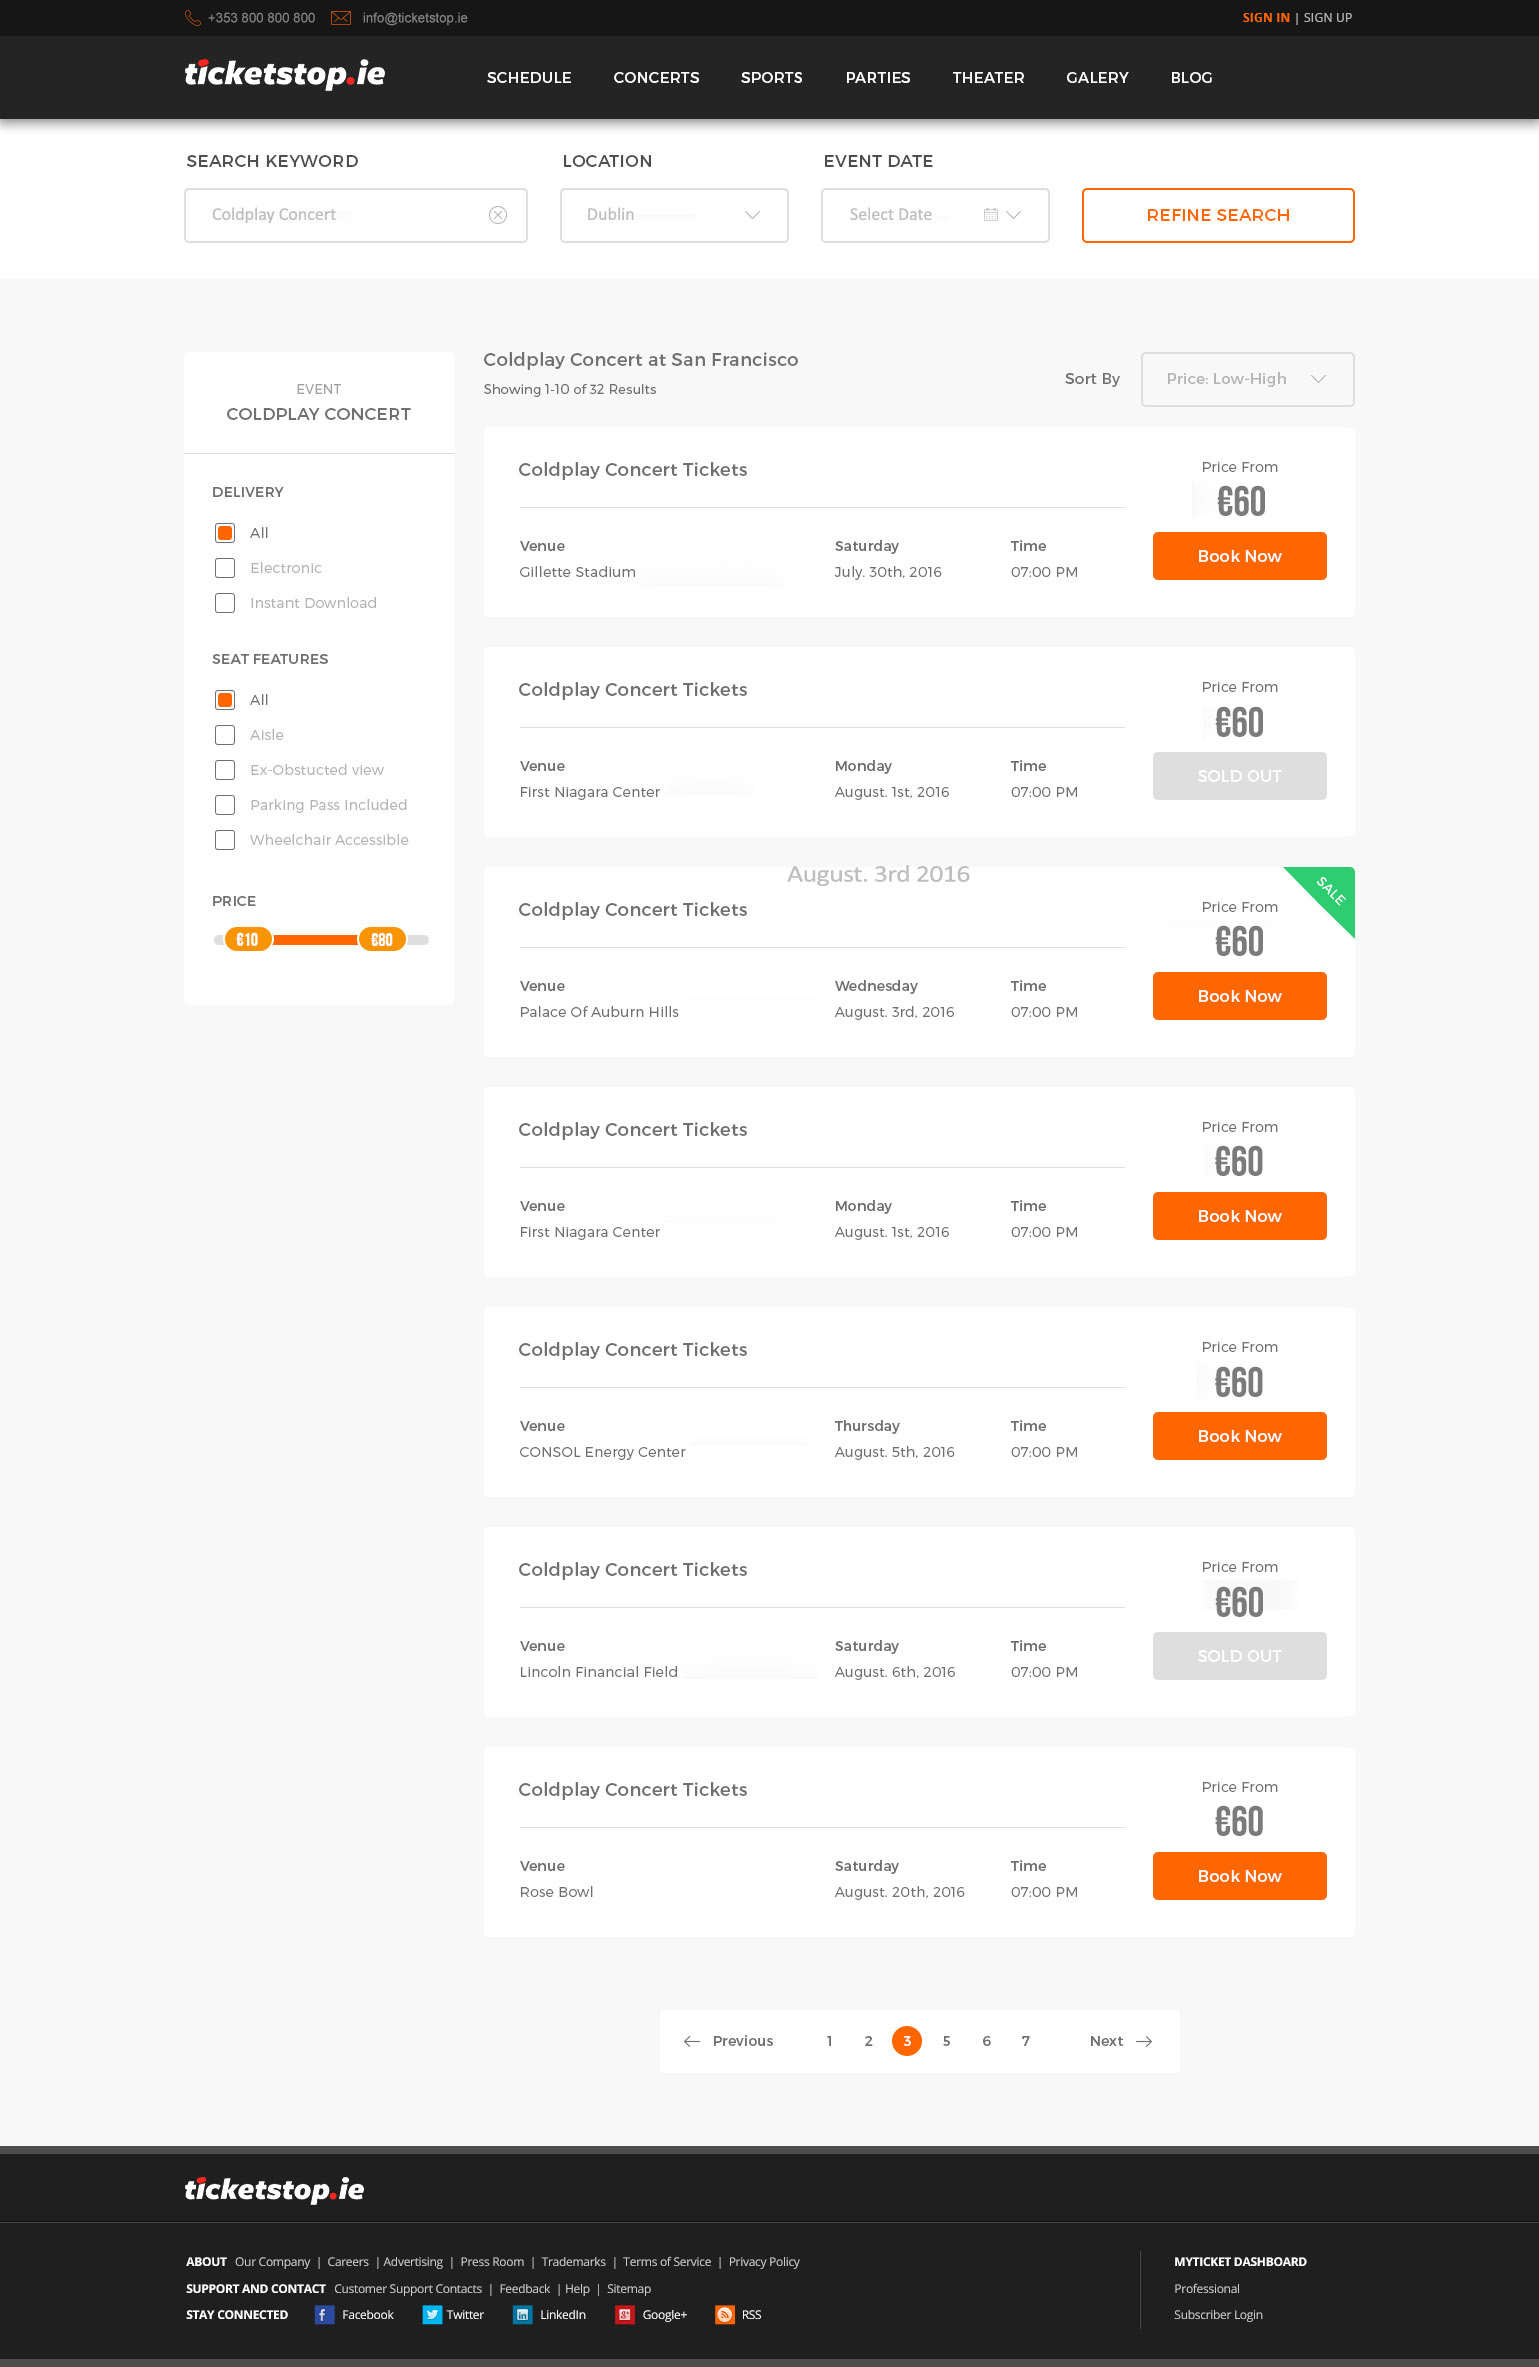 +353 800 800 800 info@ticketstop.ie SIGN IN | SIGN UP
ticketstop.ie SCHEDULE CONCERTS SPORTS PARTIES THEATER GALERY BLOG
SEARCH KEYWORD LOCATION EVENT DATE
Coldplay Concert Dublin Select Date REFINE SEARCH
EVENT
COLDPLAY CONCERT
DELIVERY
All
Electronic
Instant Download
SEAT FEATURES
All
Aisle
Ex-Obstucted view
Parking Pass Included
Wheelchair Accessible
PRICE
€10 €80
Coldplay Concert at San Francisco
Showing 1-10 of 32 Results
Sort By Price: Low-High
Coldplay Concert Tickets
Venue Saturday Time
Gillette Stadium July. 30th, 2016 07:00 PM
Price From
€60
Book Now
Coldplay Concert Tickets
Venue Monday Time
First Niagara Center August. 1st, 2016 07:00 PM
Price From
€60
SOLD OUT
August. 3rd 2016
Coldplay Concert Tickets
Venue Wednesday Time
Palace Of Auburn Hills August. 3rd, 2016 07:00 PM
SALE
Price From
€60
Book Now
Coldplay Concert Tickets
Venue Monday Time
First Niagara Center August. 1st, 2016 07:00 PM
Price From
€60
Book Now
Coldplay Concert Tickets
Venue Thursday Time
CONSOL Energy Center August. 5th, 2016 07:00 PM
Price From
€60
Book Now
Coldplay Concert Tickets
Venue Saturday Time
Lincoln Financial Field August. 6th, 2016 07:00 PM
Price From
€60
SOLD OUT
Coldplay Concert Tickets
Venue Saturday Time
Rose Bowl August. 20th, 2016 07:00 PM
Price From
€60
Book Now
Previous 1 2 3 5 6 7 Next
ticketstop.ie
ABOUT Our Company | Careers | Advertising | Press Room | Trademarks | Terms of Service | Privacy Policy
SUPPORT AND CONTACT Customer Support Contacts | Feedback | Help | Sitemap
STAY CONNECTED Facebook Twitter LinkedIn Google+ RSS
MYTICKET DASHBOARD
Professional
Subscriber Login